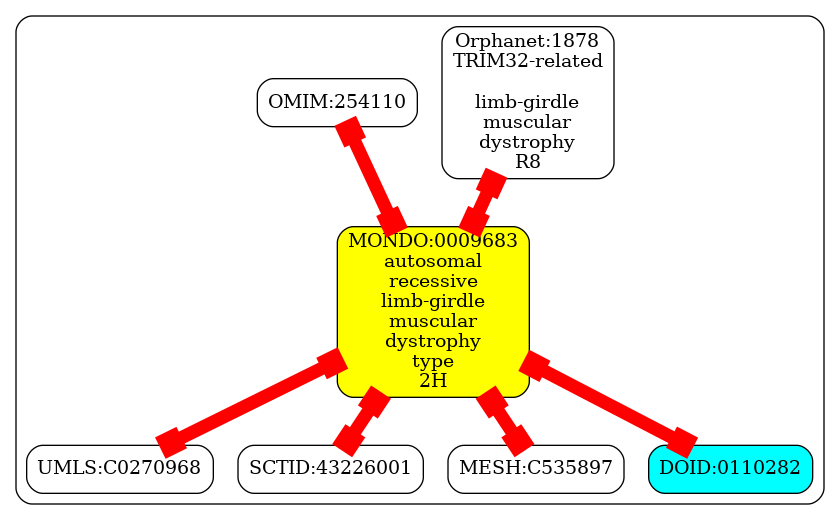 Orphanet:1878
TRIM32-related
limb-girdle
muscular
dystrophy
R8
OMIM:254110
MONDO:0009683
autosomal
recessive
limb-girdle
muscular
dystrophy
type
2H
UMLS:C0270968
SCTID:43226001
MESH:C535897
DOID:0110282